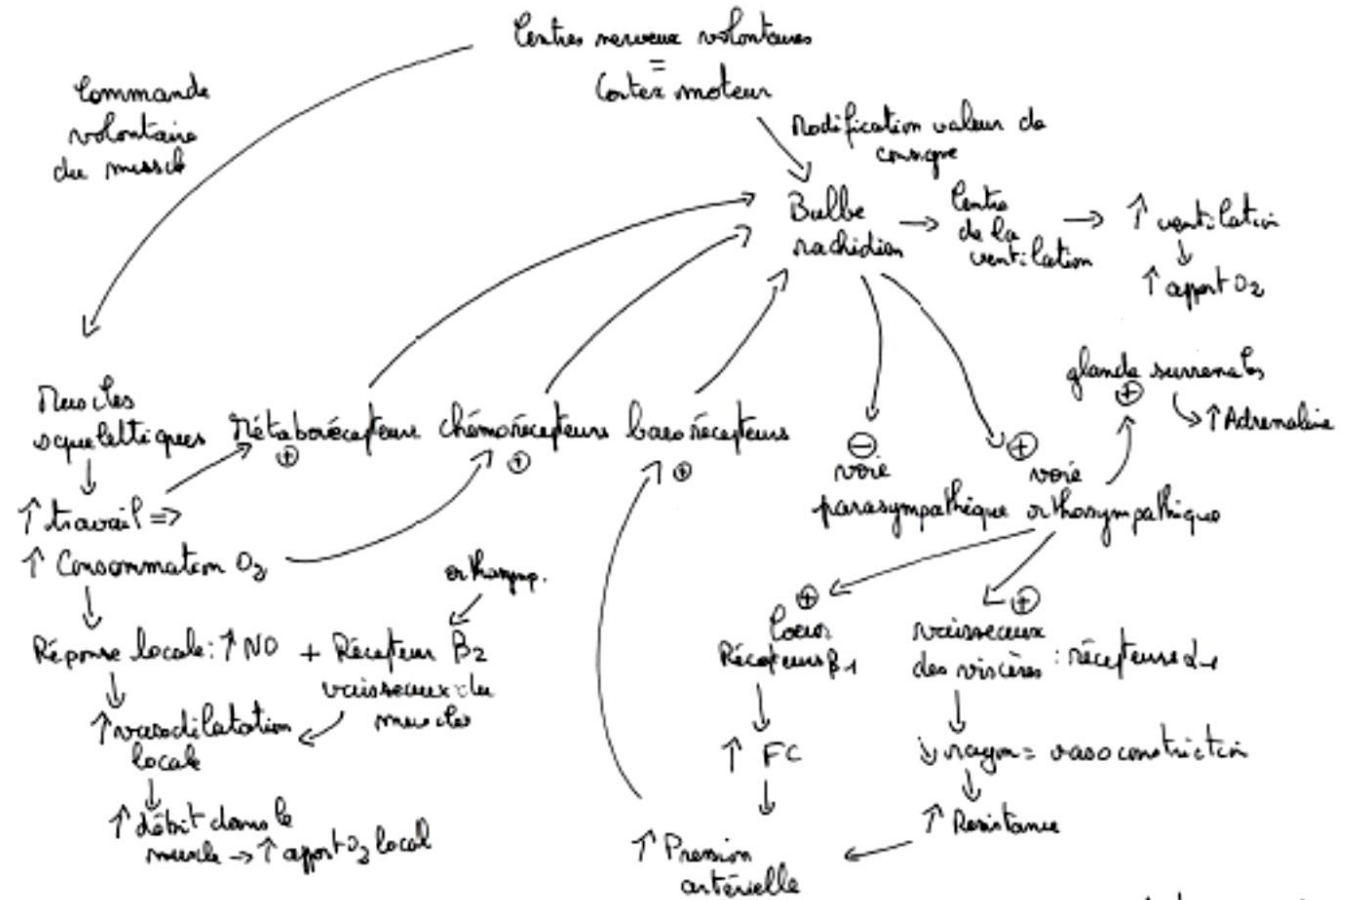 Centres nerveux volontaires
=
Cortex moteur
Commande
volontaire
du muscle
Modification valeur de
consigne
Bulbe
rachidien
Centre
de la
ventilation
↑ ventilation
↑ apport O2
glande surrenales
⊕
↑ Adrenaline
Muscles
squelettiques
Métaborécepteurs
⊕
chémorécepteurs
⊕
barorécepteurs
⊕
⊖
voie
parasympathique
⊕
voie
orthosympathique
↑ travail =>
↑ Consommation O2
orthosymp.
Réponse locale: ↑ NO + Récepteur β2
vaisseaux du
muscles
↑ vasodilatation
locale
↑ débit dans le
muscle → ↑ apport O2 local
⊕
Coeur
Récepteurs β1
↑ FC
↑ Pression
artérielle
⊕
vaisseaux
des viscères : récepteurs α1
↓ rayon = vasoconstriction
↑ Resistance